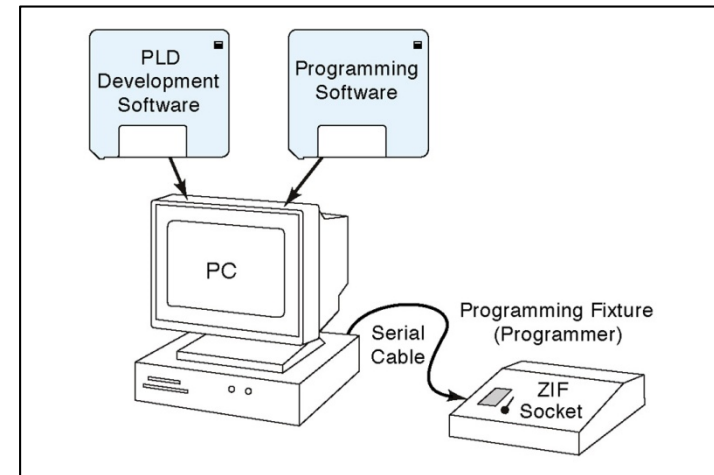 PLD
Development
Software
Programming
Software
PC
Serial
Cable
Programming Fixture
(Programmer)
ZIF
Socket